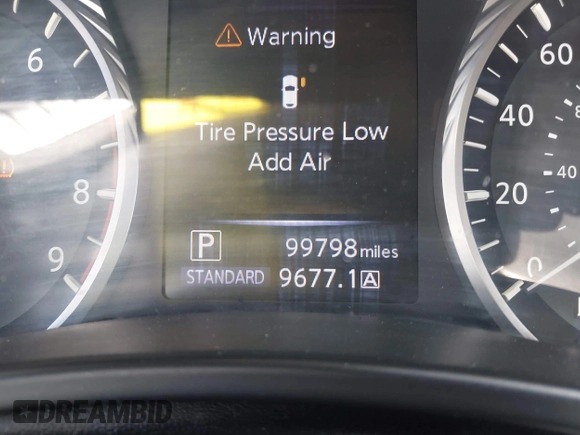 Warning
Tire Pressure Low
Add Air
P 99798 miles
STANDARD 9677.1 A
6
8
9
60
40
20
0
40
DREAMBID